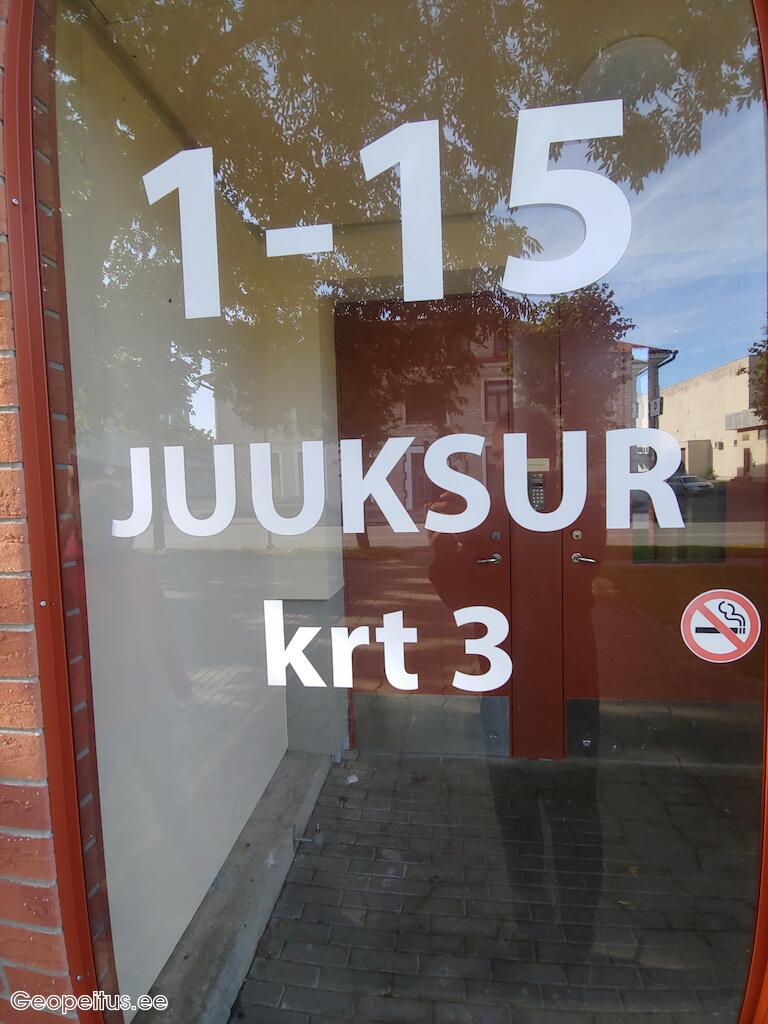 1-15
JUUKSUR
krt 3
Geopeitus.ee